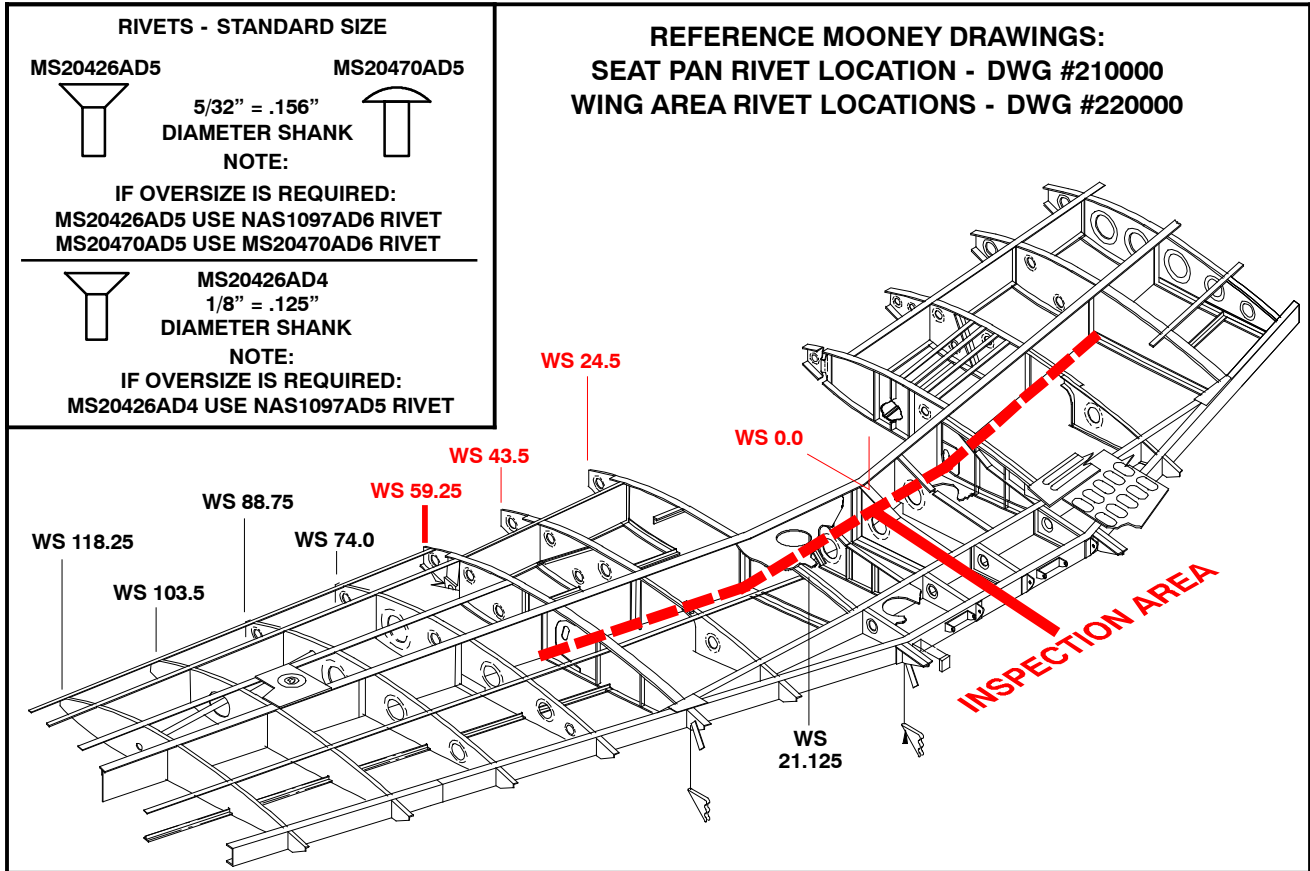 RIVETS - STANDARD SIZE
MS20426AD5
MS20470AD5
5/32” = .156”
DIAMETER SHANK
NOTE:
IF OVERSIZE IS REQUIRED:
MS20426AD5 USE NAS1097AD6 RIVET
MS20470AD5 USE MS20470AD6 RIVET
MS20426AD4
1/8” = .125”
DIAMETER SHANK
NOTE:
IF OVERSIZE IS REQUIRED:
MS20426AD4 USE NAS1097AD5 RIVET
REFERENCE MOONEY DRAWINGS:
SEAT PAN RIVET LOCATION - DWG #210000
WING AREA RIVET LOCATIONS - DWG #220000
WS 24.5
WS 0.0
WS 43.5
WS 59.25
WS 88.75
WS 74.0
WS 118.25
WS 103.5
INSPECTION AREA
WS
21.125